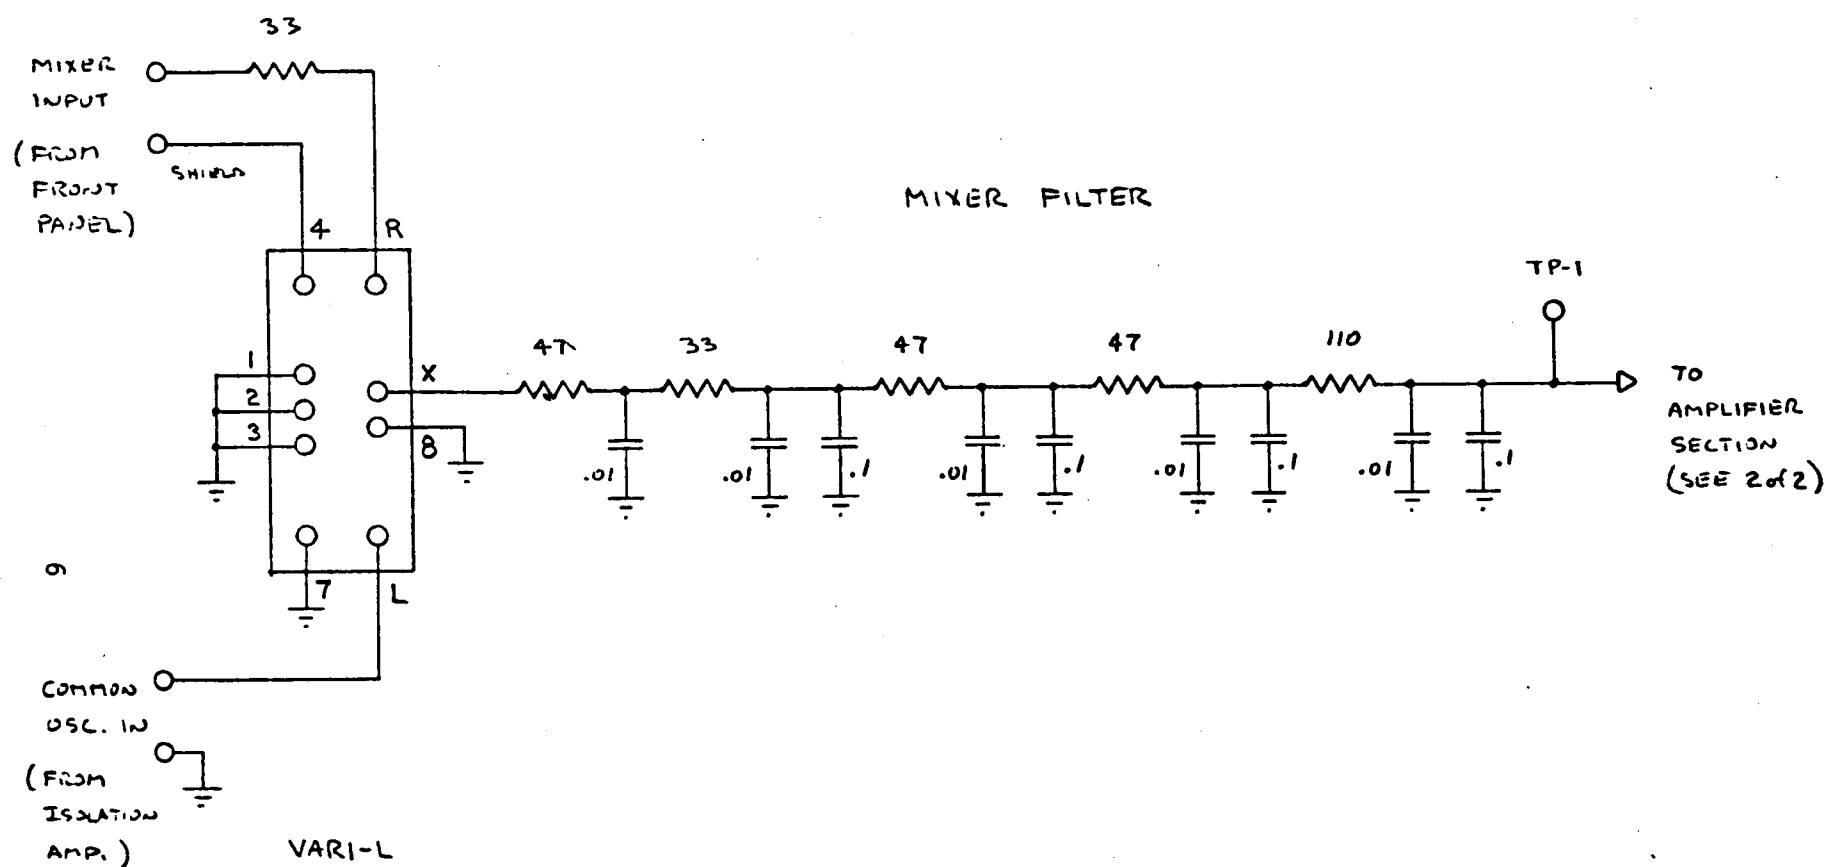 33
MIXER
INPUT
(FROM
FRONT
PANEL)
SHIELD
4 R
MIXER FILTER
TP-1
1
2
3
X
8
47 33 47 47 110
.01 .01 .1 .01 .1 .01 .1 .01 .1
TO
AMPLIFIER
SECTION
(SEE 2 of 2)
7 L
COMMON
OSC. IN
(FROM
ISOLATION
AMP.)
VARI-L